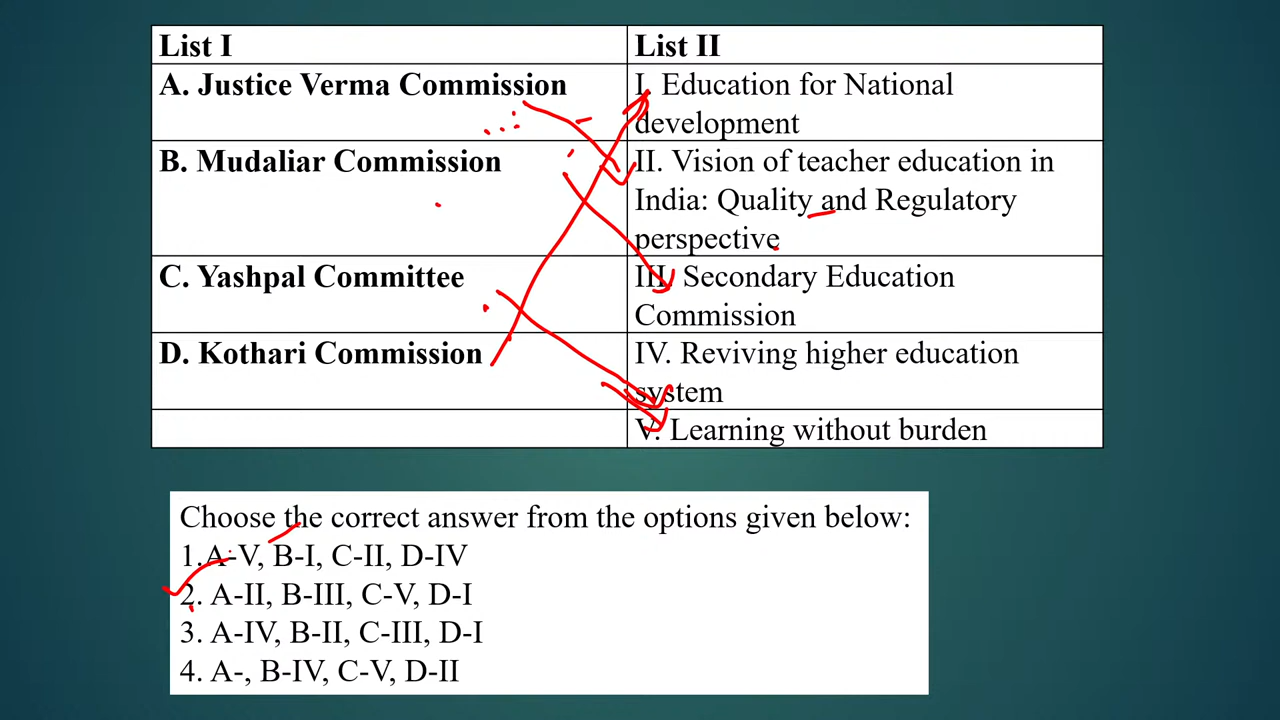 List I
List II
A. Justice Verma Commission
I. Education for National
development
B. Mudaliar Commission
II. Vision of teacher education in
India: Quality and Regulatory
perspective
C. Yashpal Committee
III. Secondary Education
Commission
D. Kothari Commission
IV. Reviving higher education
system
V. Learning without burden
Choose the correct answer from the options given below:
1.A-V, B-I, C-II, D-IV
2. A-II, B-III, C-V, D-I
3. A-IV, B-II, C-III, D-I
4. A-, B-IV, C-V, D-II